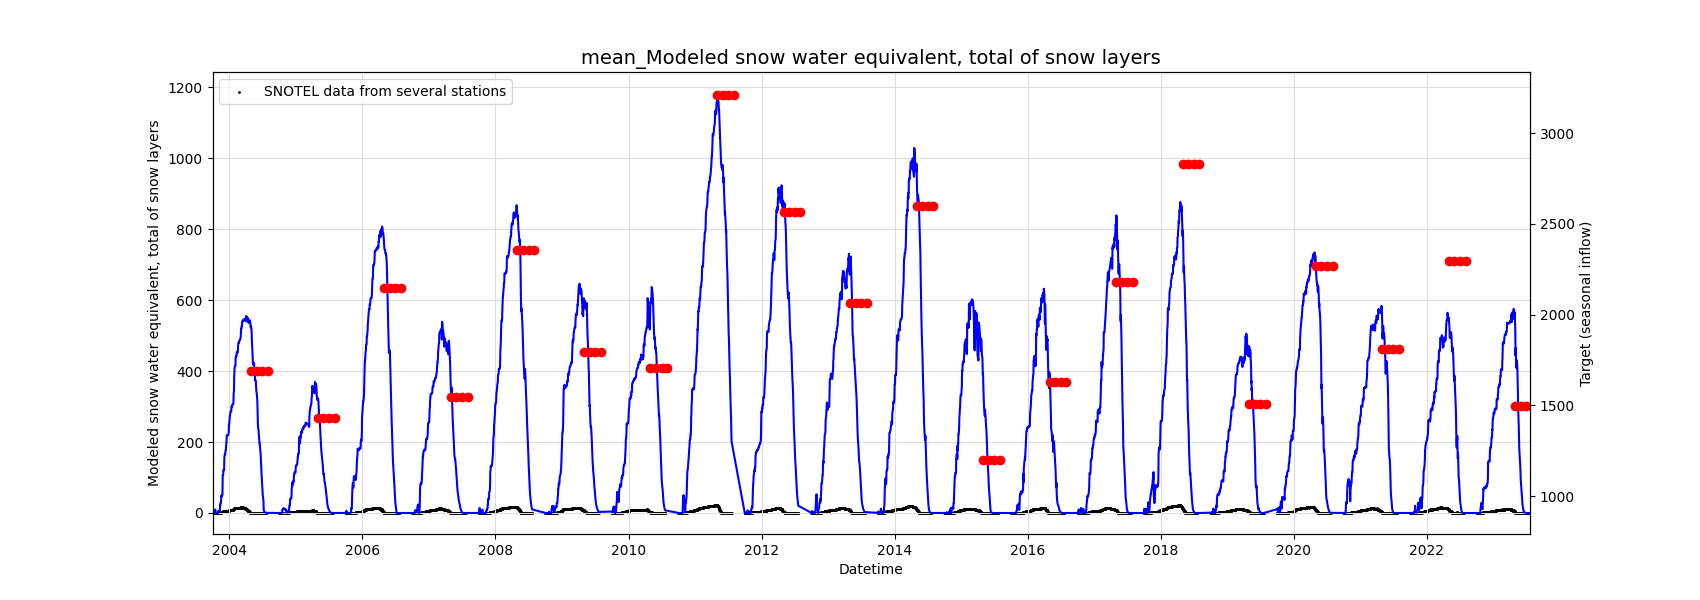 mean_Modeled snow water equivalent, total of snow layers
SNOTEL data from several stations
Modeled snow water equivalent, total of snow layers
1200
1000
800
600
400
200
0
3000
2500
2000
1500
1000
Target (seasonal inflow)
2004 2006 2008 2010 2012 2014 2016 2018 2020 2022
Datetime